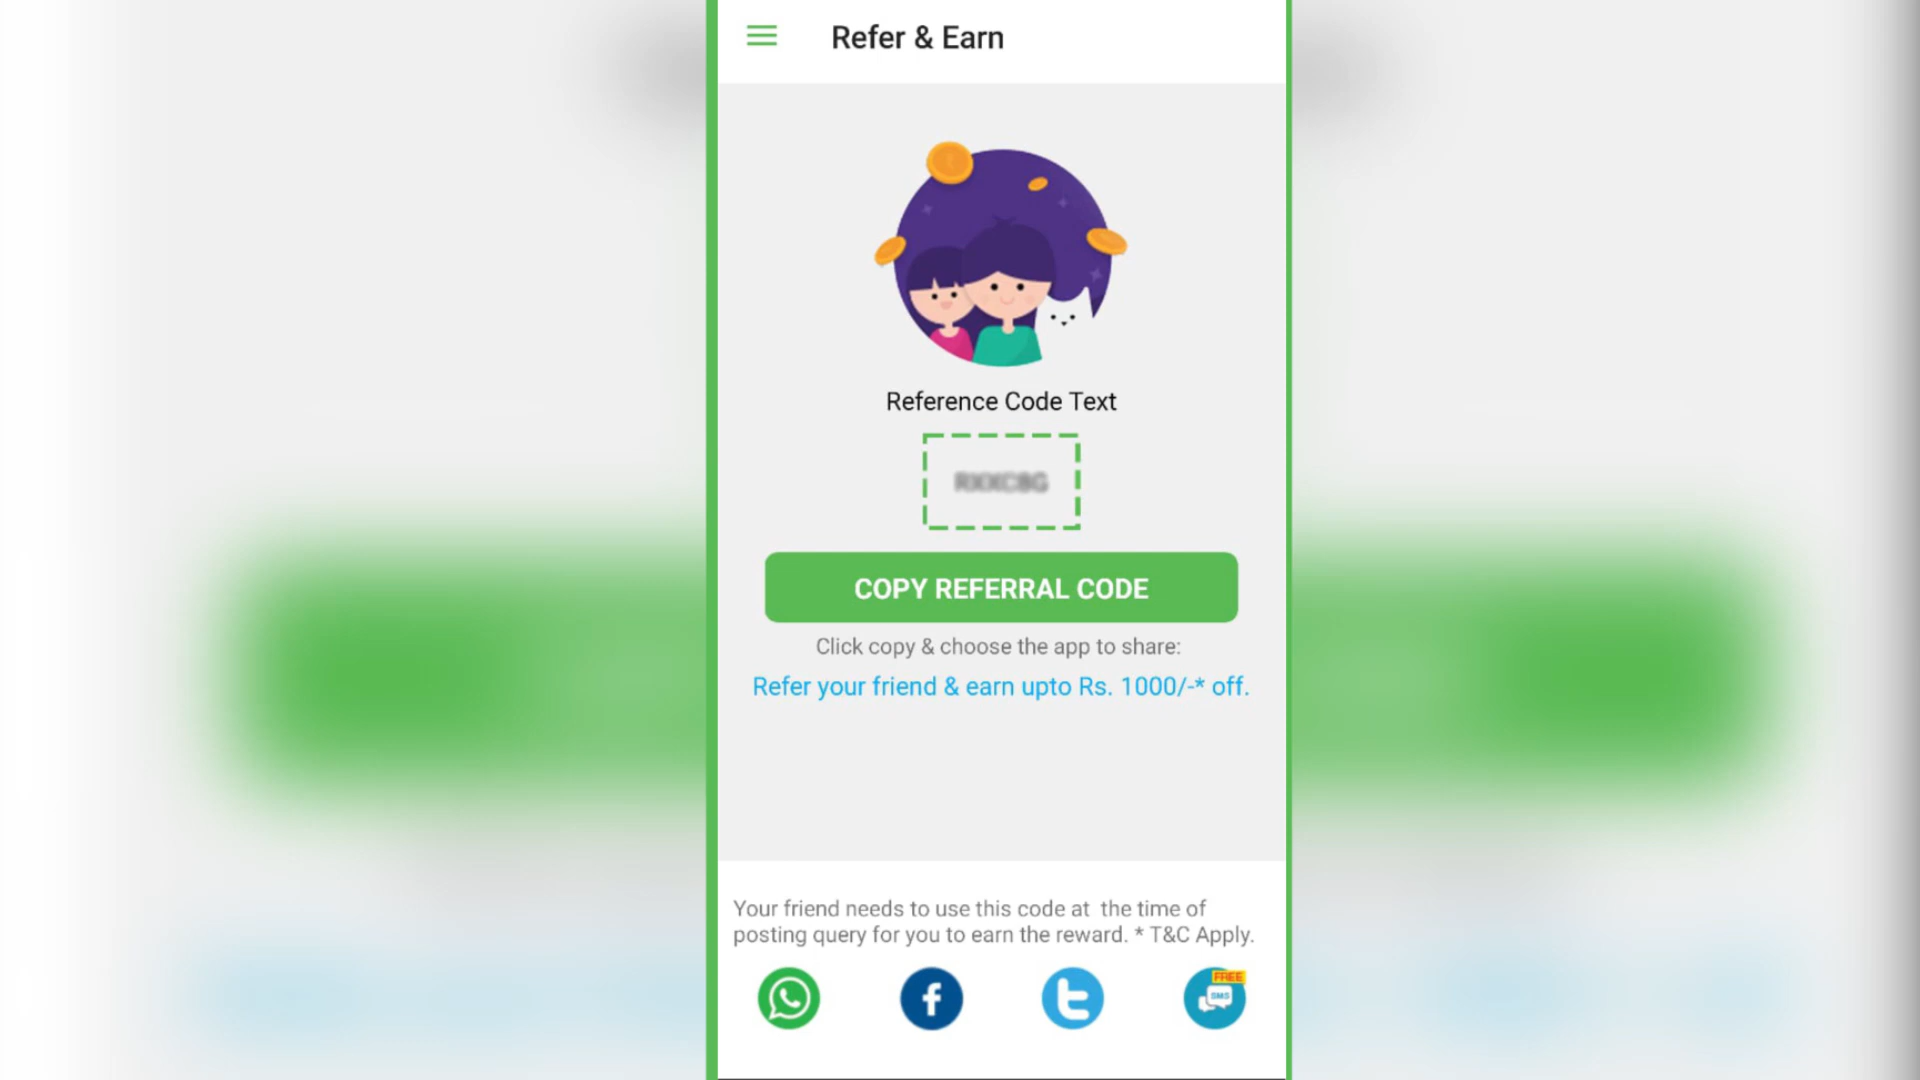 Refer & Earn
Reference Code Text
COPY REFERRAL CODE
Click copy & choose the app to share:
Refer your friend & earn upto Rs. 1000/-* off.
Your friend needs to use this code at  the time of
posting query for you to earn the reward. * T&C Apply.
FREE
SMS